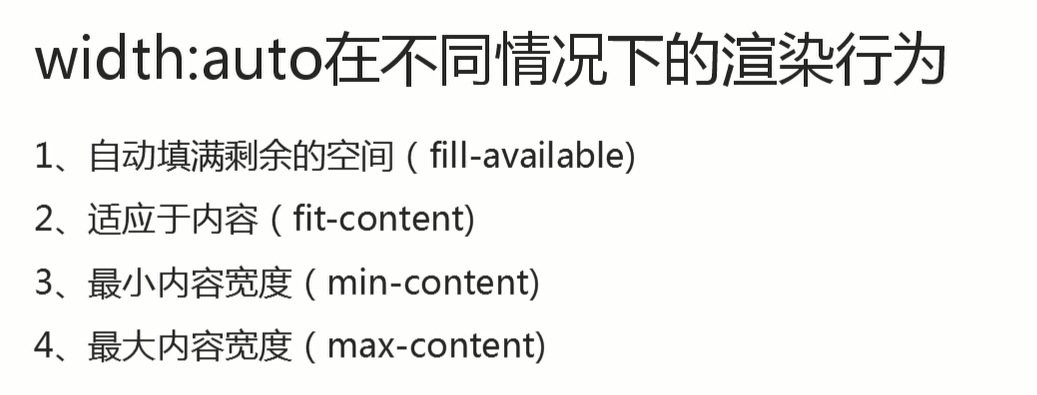 width:auto在不同情况下的渲染行为
1、自动填满剩余的空间（fill-available)
2、适应于内容（fit-content)
3、最小内容宽度（min-content)
4、最大内容宽度（max-content)